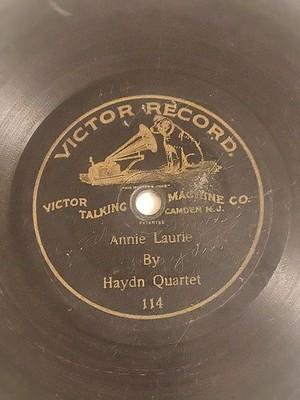 VICTOR RECORD.
"HIS MASTER'S VOICE"
VICTOR TALKING MACHINE CO.
CAMDEN N.J.
PATENTED
Annie Laurie
By
Haydn Quartet
114